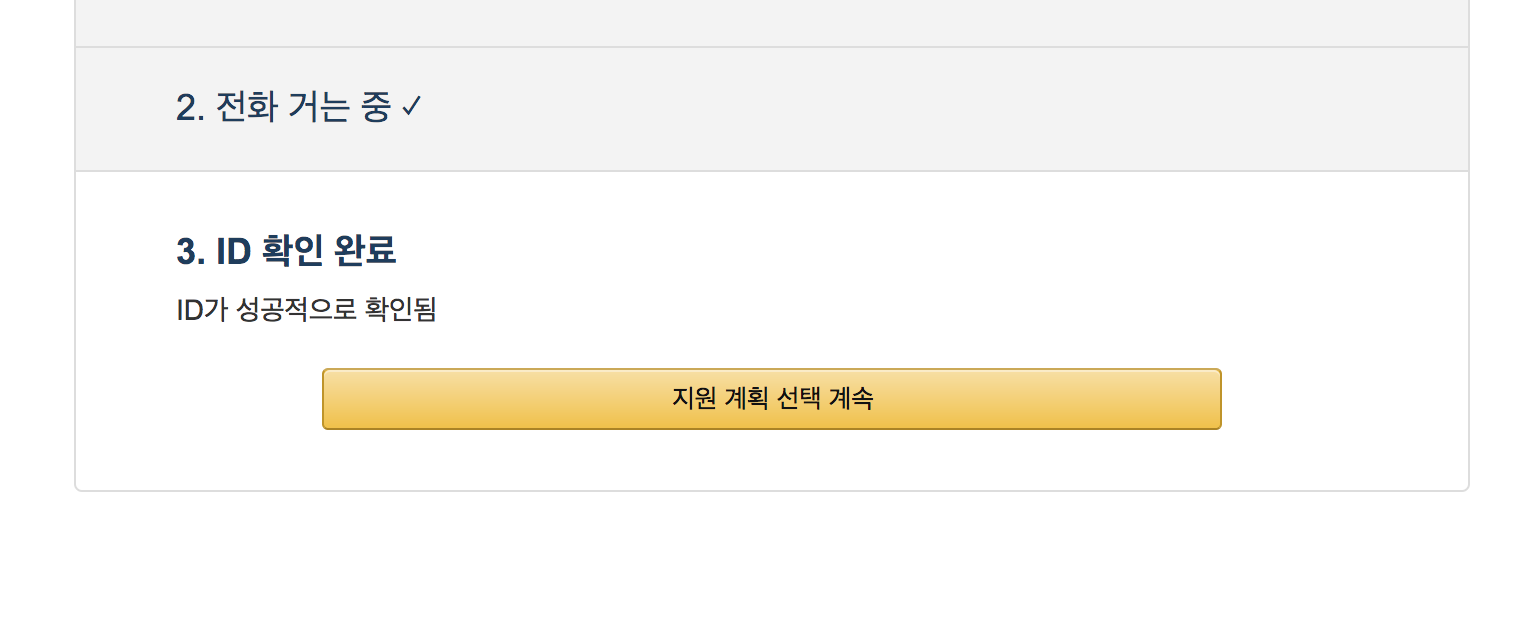 2. 전화 거는 중 ✓
3. ID 확인 완료
ID가 성공적으로 확인됨
지원 계획 선택 계속